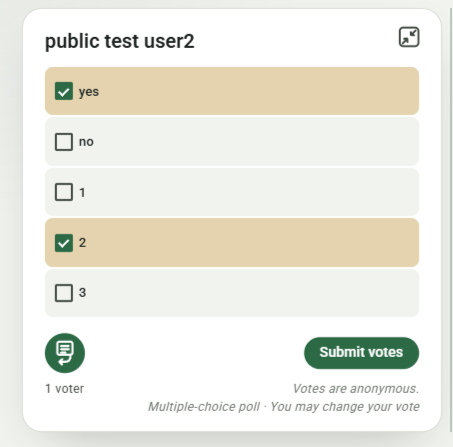 public test user2
yes
no
1
2
3
Submit votes
1 voter
Votes are anonymous.
Multiple-choice poll · You may change your vote